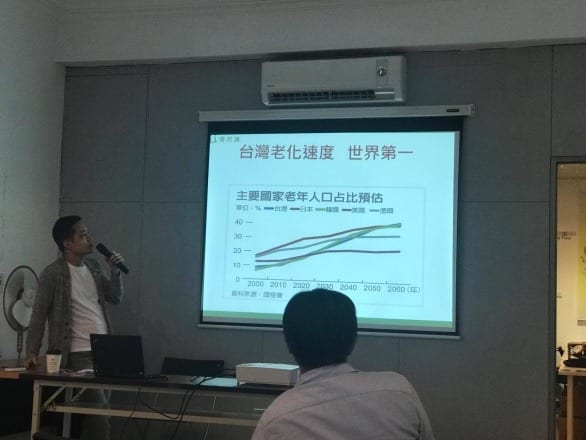 台灣老化速度 世界第一
主要國家老年人口占比預估
單位：% 台灣 日本 韓國 美國 德國
40
30
20
10
0
2000 2010 2020 2030 2040 2050 2060 (年)
資料來源：國發會